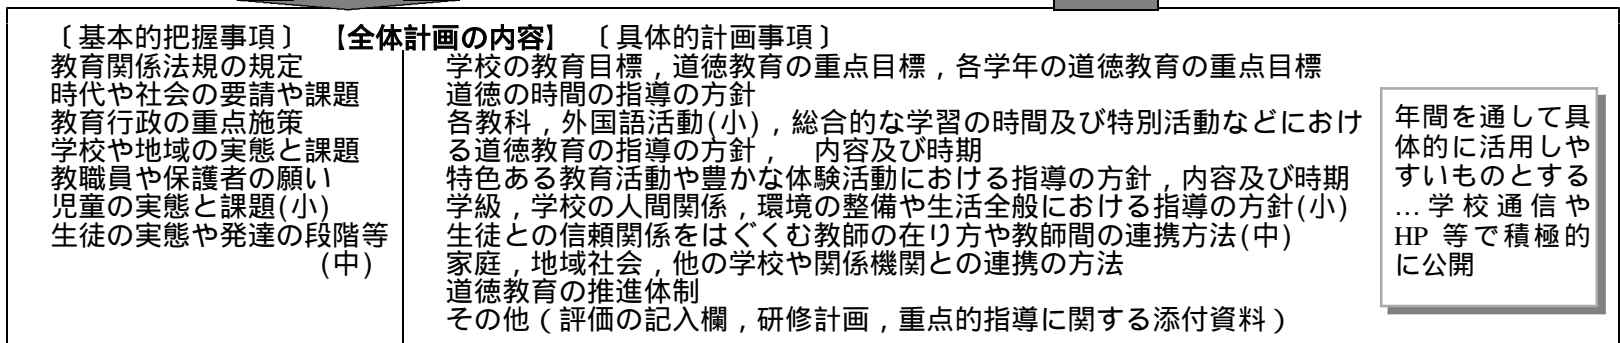 〔基本的把握事項〕 【全体計画の内容】 〔具体的計画事項〕
教育関係法規の規定
時代や社会の要請や課題
教育行政の重点施策
学校や地域の実態と課題
教職員や保護者の願い
児童の実態と課題(小)
生徒の実態や発達の段階等
(中)
学校の教育目標，道徳教育の重点目標，各学年の道徳教育の重点目標
道徳の時間の指導の方針
各教科，外国語活動(小)，総合的な学習の時間及び特別活動などにおけ
る道徳教育の指導の方針， 内容及び時期
特色ある教育活動や豊かな体験活動における指導の方針，内容及び時期
学級，学校の人間関係，環境の整備や生活全般における指導の方針(小)
生徒との信頼関係をはぐくむ教師の在り方や教師間の連携方法(中)
家庭，地域社会，他の学校や関係機関との連携の方法
道徳教育の推進体制
その他（評価の記入欄，研修計画，重点的指導に関する添付資料）
年間を通して具
体的に活用しや
すいものとする
…学校通信や
HP 等で積極的
に公開